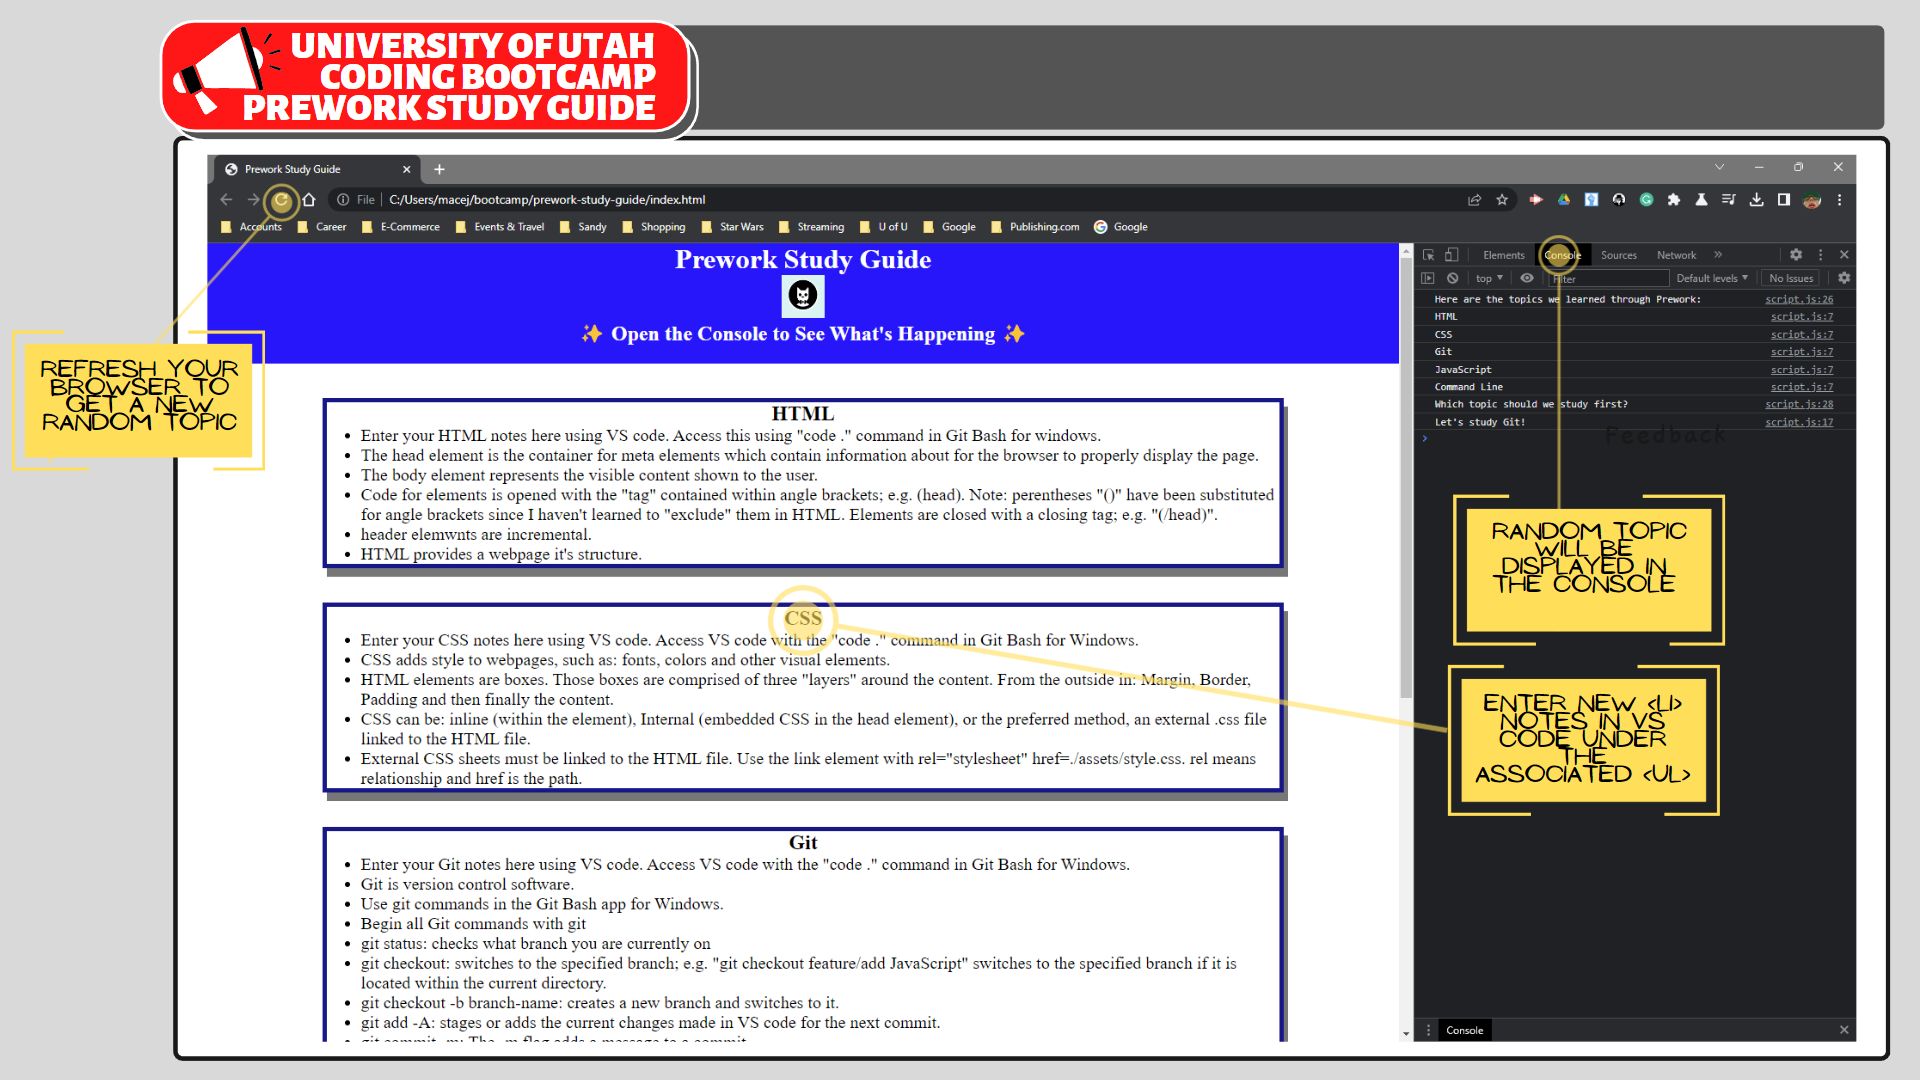 UNIVERSITY OF UTAH
CODING BOOTCAMP
PREWORK STUDY GUIDE
Prework Study Guide
File
C:/Users/macej/bootcamp/prework-study-guide/index.html
Accounts
Career
E-Commerce
Events & Travel
Sandy
Shopping
Star Wars
Streaming
U of U
Google
Publishing.com
Google
Prework Study Guide
✨ Open the Console to See What's Happening ✨
REFRESH YOUR
BROWSER TO
GET A NEW
RANDOM TOPIC
HTML
• Enter your HTML notes here using VS code. Access this using "code ." command in Git Bash for windows.
• The head element is the container for meta elements which contain information about for the browser to properly display the page.
• The body element represents the visible content shown to the user.
• Code for elements is opened with the "tag" contained within angle brackets; e.g. (head). Note: perentheses "()" have been substituted
for angle brackets since I haven't learned to "exclude" them in HTML. Elements are closed with a closing tag; e.g. "(/head)".
• header elemwnts are incremental.
• HTML provides a webpage it's structure.
CSS
• Enter your CSS notes here using VS code. Access VS code with the "code ." command in Git Bash for Windows.
• CSS adds style to webpages, such as: fonts, colors and other visual elements.
• HTML elements are boxes. Those boxes are comprised of three "layers" around the content. From the outside in: Margin, Border,
Padding and then finally the content.
• CSS can be: inline (within the element), Internal (embedded CSS in the head element), or the preferred method, an external .css file
linked to the HTML file.
• External CSS sheets must be linked to the HTML file. Use the link element with rel="stylesheet" href=./assets/style.css. rel means
relationship and href is the path.
Git
• Enter your Git notes here using VS code. Access VS code with the "code ." command in Git Bash for Windows.
• Git is version control software.
• Use git commands in the Git Bash app for Windows.
• Begin all Git commands with git
• git status: checks what branch you are currently on
• git checkout: switches to the specified branch; e.g. "git checkout feature/add JavaScript" switches to the specified branch if it is
located within the current directory.
• git checkout -b branch-name: creates a new branch and switches to it.
• git add -A: stages or adds the current changes made in VS code for the next commit.
• git commit -m: The -m flag adds a message to a commit.
Elements
Console
Sources
Network
top
Filter
Default levels
No Issues
Here are the topics we learned through Prework: script.js:26
HTML script.js:7
CSS script.js:7
Git script.js:7
JavaScript script.js:7
Command Line script.js:7
Which topic should we study first? script.js:28
Let's study Git! script.js:17
Feedback
RANDOM TOPIC
WILL BE
DISPLAYED IN
THE CONSOLE
ENTER NEW <LI>
NOTES IN VS
CODE UNDER
THE
ASSOCIATED <UL>
Console